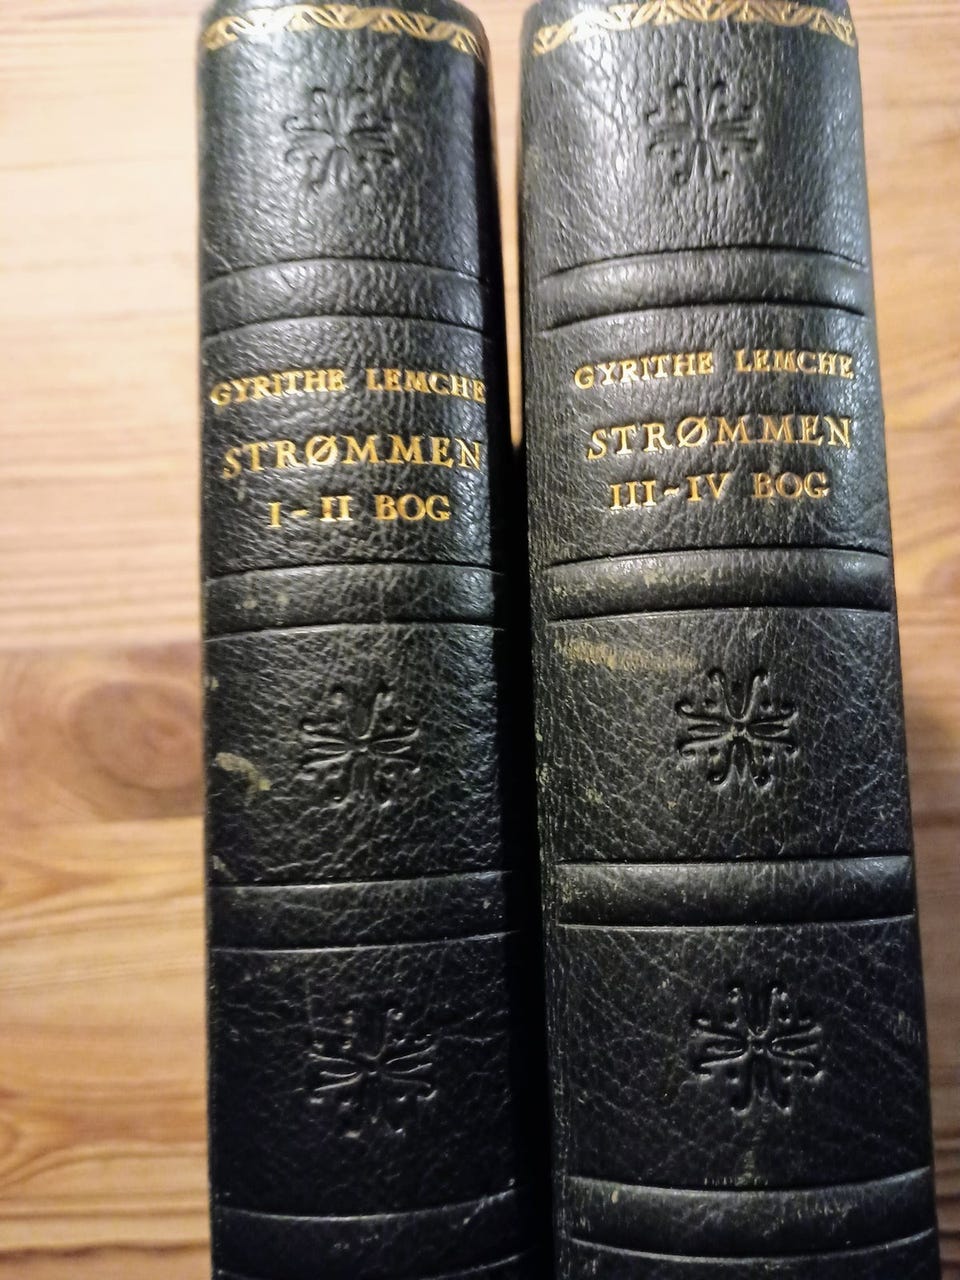 GYRITHE LEMCHE
STRØMMEN
I-II BOG
GYRITHE LEMCHE
STRØMMEN
III-IV BOG